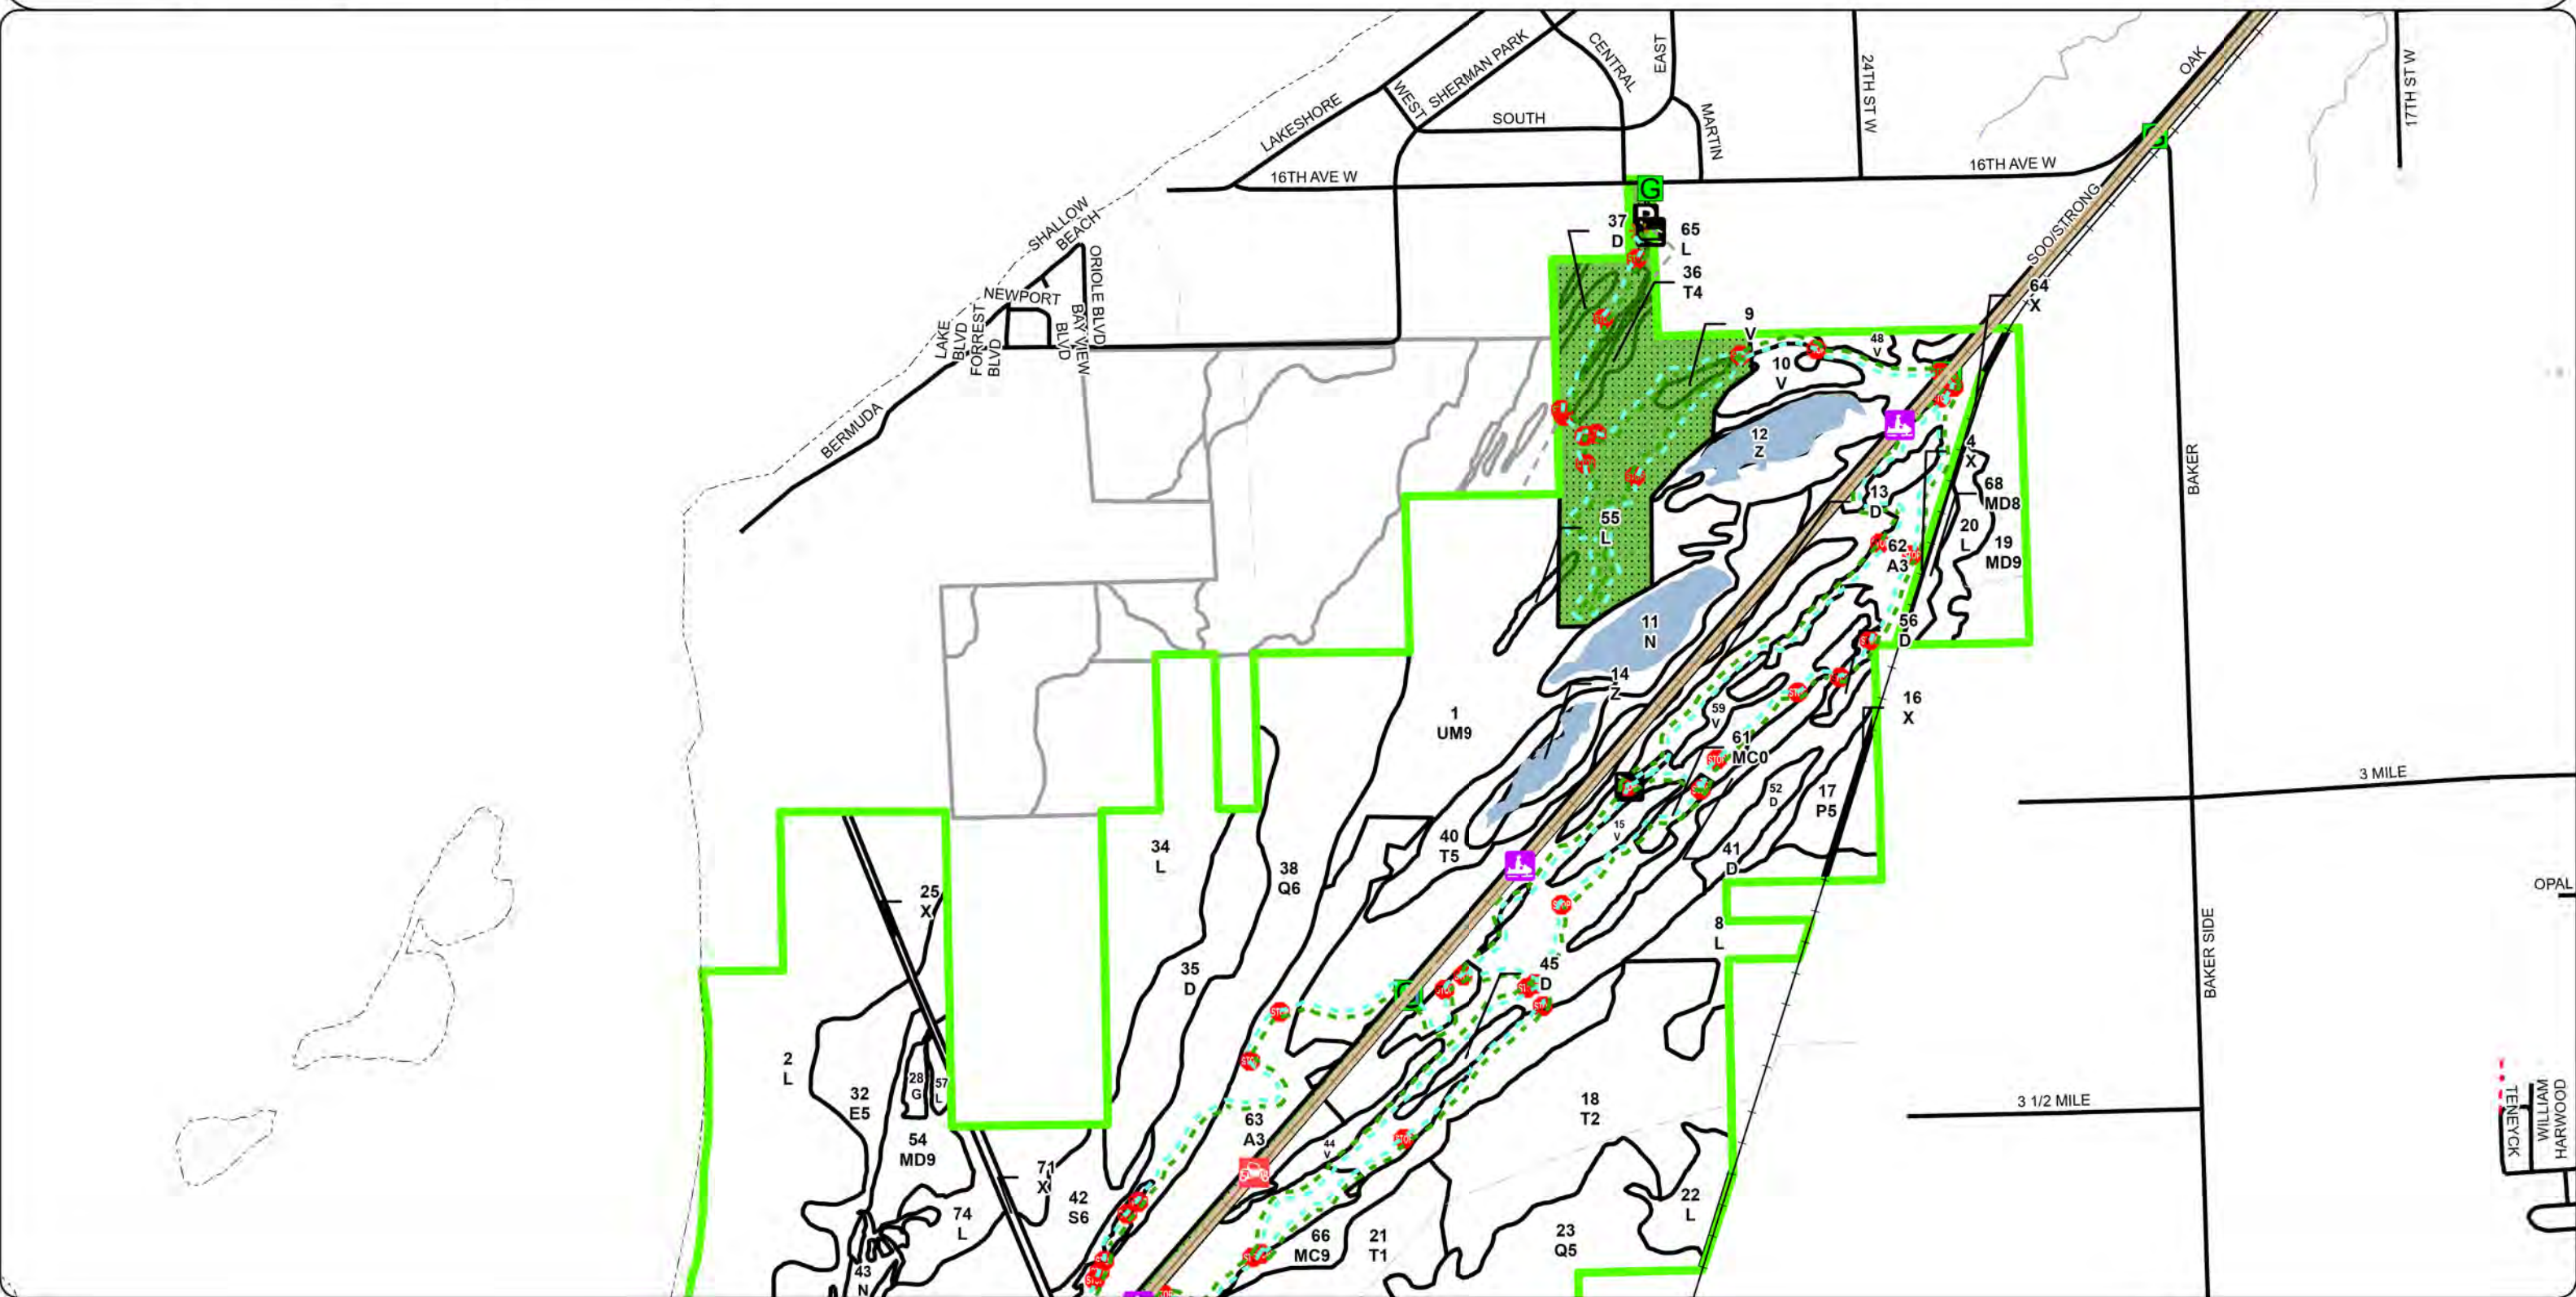 LAKESHORE
WEST
SHERMAN PARK
CENTRAL
EAST
SOUTH
MARTIN
24TH ST W
OAK
17TH ST W
16TH AVE W
16TH AVE W
G
G
SOO/STRONG
SHALLOW
BEACH
ORIOLE BLVD
NEWPORT
LAKE
BLVD
FORREST
BLVD
BLVD
BAY VIEW
BERMUDA
37
D
65
L
36
T4
64
X
9
V
48
V
10
V
12
Z
4
X
68
MD8
13
D
20
L
19
MD9
62
A3
55
L
56
D
11
N
14
Z
16
X
1
UM9
59
V
61
MC0
52
D
17
P5
15
V
40
T5
41
D
34
L
38
Q6
25
X
8
L
35
D
45
D
G
2
L
32
E5
28
G
57
L
54
MD9
63
A3
44
V
18
T2
71
X
42
S6
74
L
43
N
66
MC9
21
T1
22
L
23
Q5
BAKER
3 MILE
OPAL
BAKER SIDE
3 1/2 MILE
TENEYCK
WILLIAM
HARWOOD